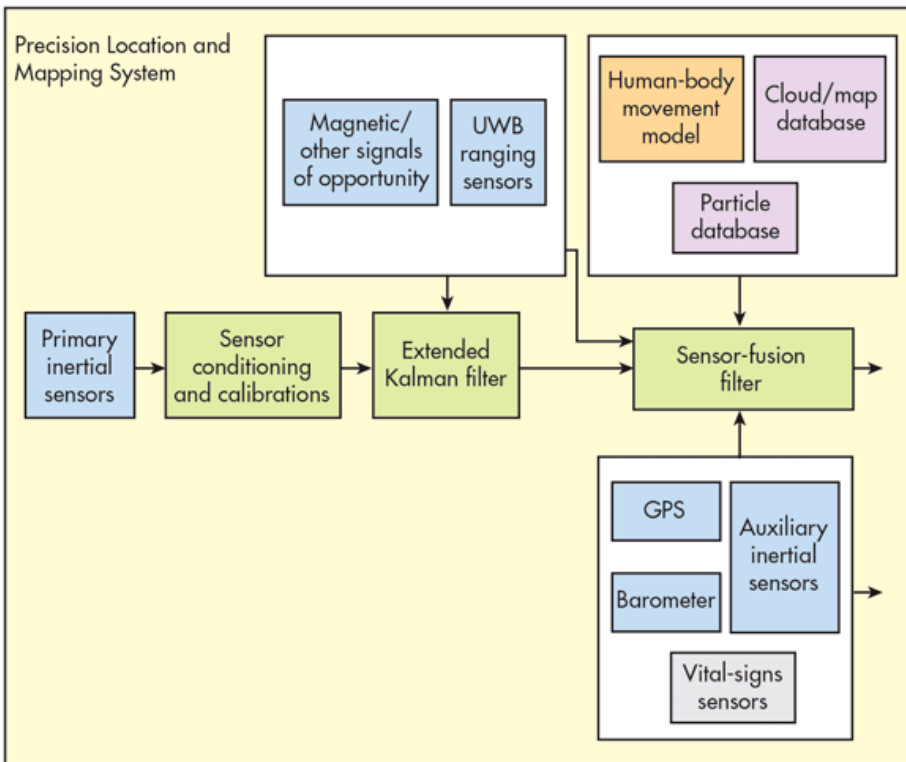 Precision Location and
Mapping System
Magnetic/
other signals
of opportunity
UWB
ranging
sensors
Human-body
movement
model
Cloud/map
database
Particle
database
Primary
inertial
sensors
Sensor
conditioning
and calibrations
Extended
Kalman filter
Sensor-fusion
filter
GPS
Auxiliary
inertial
sensors
Barometer
Vital-signs
sensors